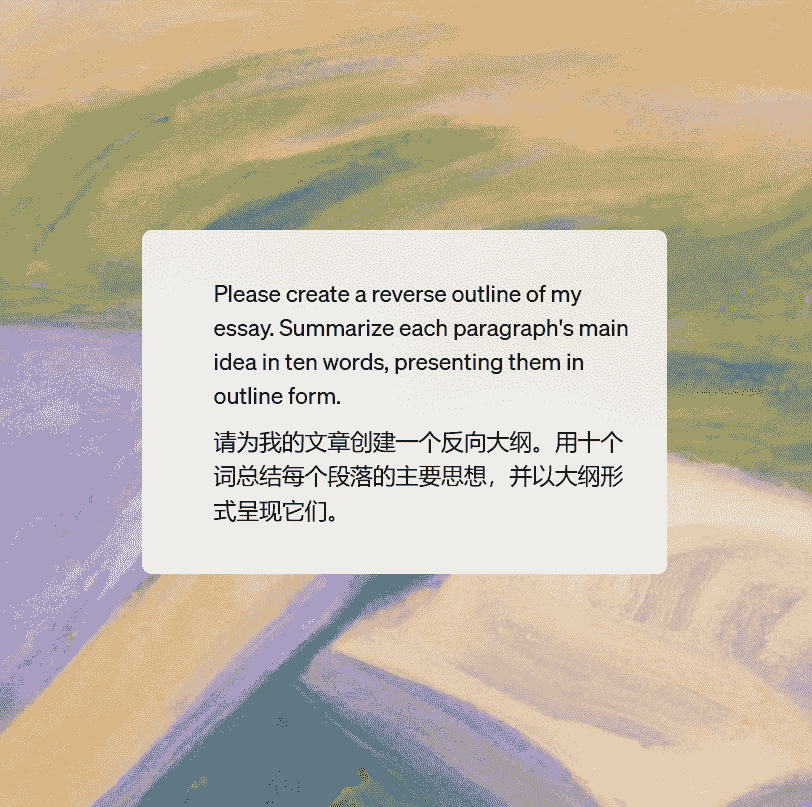 Please create a reverse outline of my
essay. Summarize each paragraph's main
idea in ten words, presenting them in
outline form.
请为我的文章创建一个反向大纲。用十个
词总结每个段落的主要思想，并以大纲形
式呈现它们。